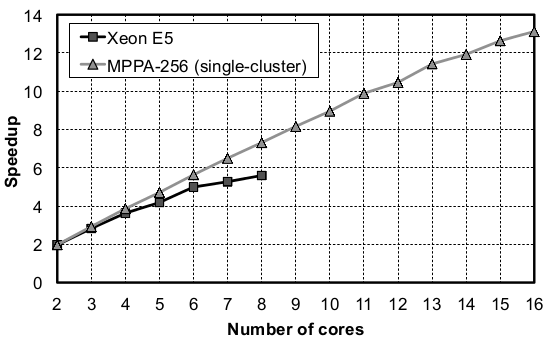 14
12
10
8
6
4
2
0
Speedup
Xeon E5
MPPA-256 (single-cluster)
2 3 4 5 6 7 8 9 10 11 12 13 14 15 16
Number of cores